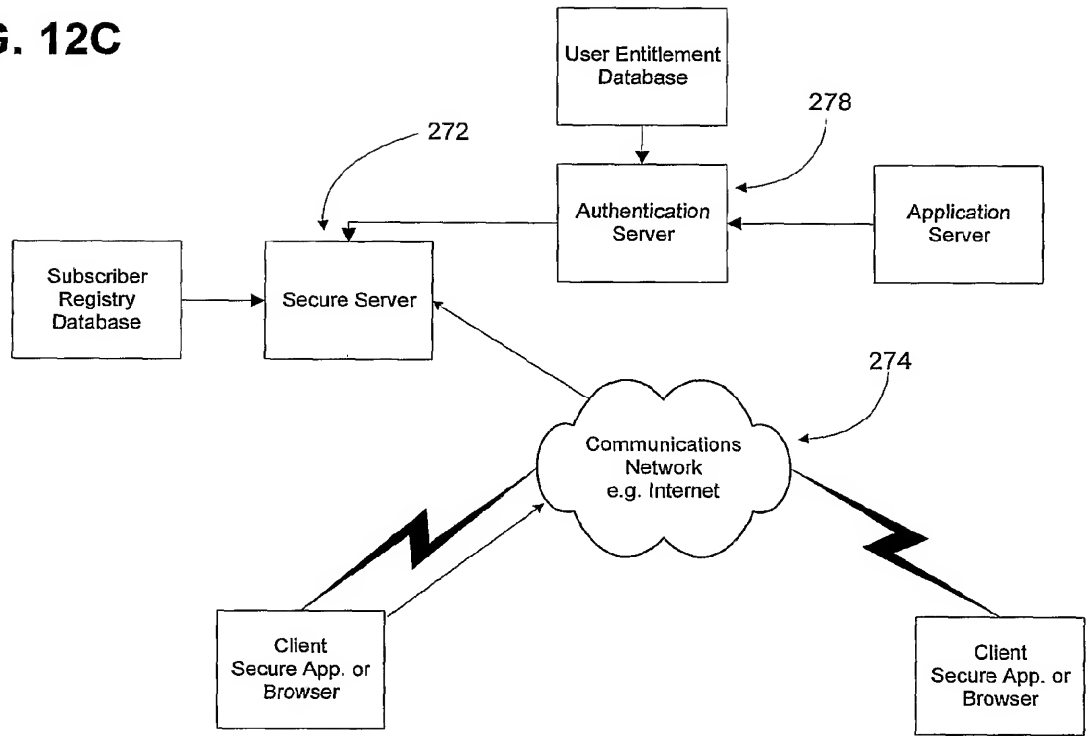 G. 12C
User Entitlement
Database
278
272
Authentication
Server
Application
Server
Subscriber
Registry
Database
Secure Server
274
Communications
Network
e.g. Internet
Client
Secure App. or
Browser
Client
Secure App. or
Browser